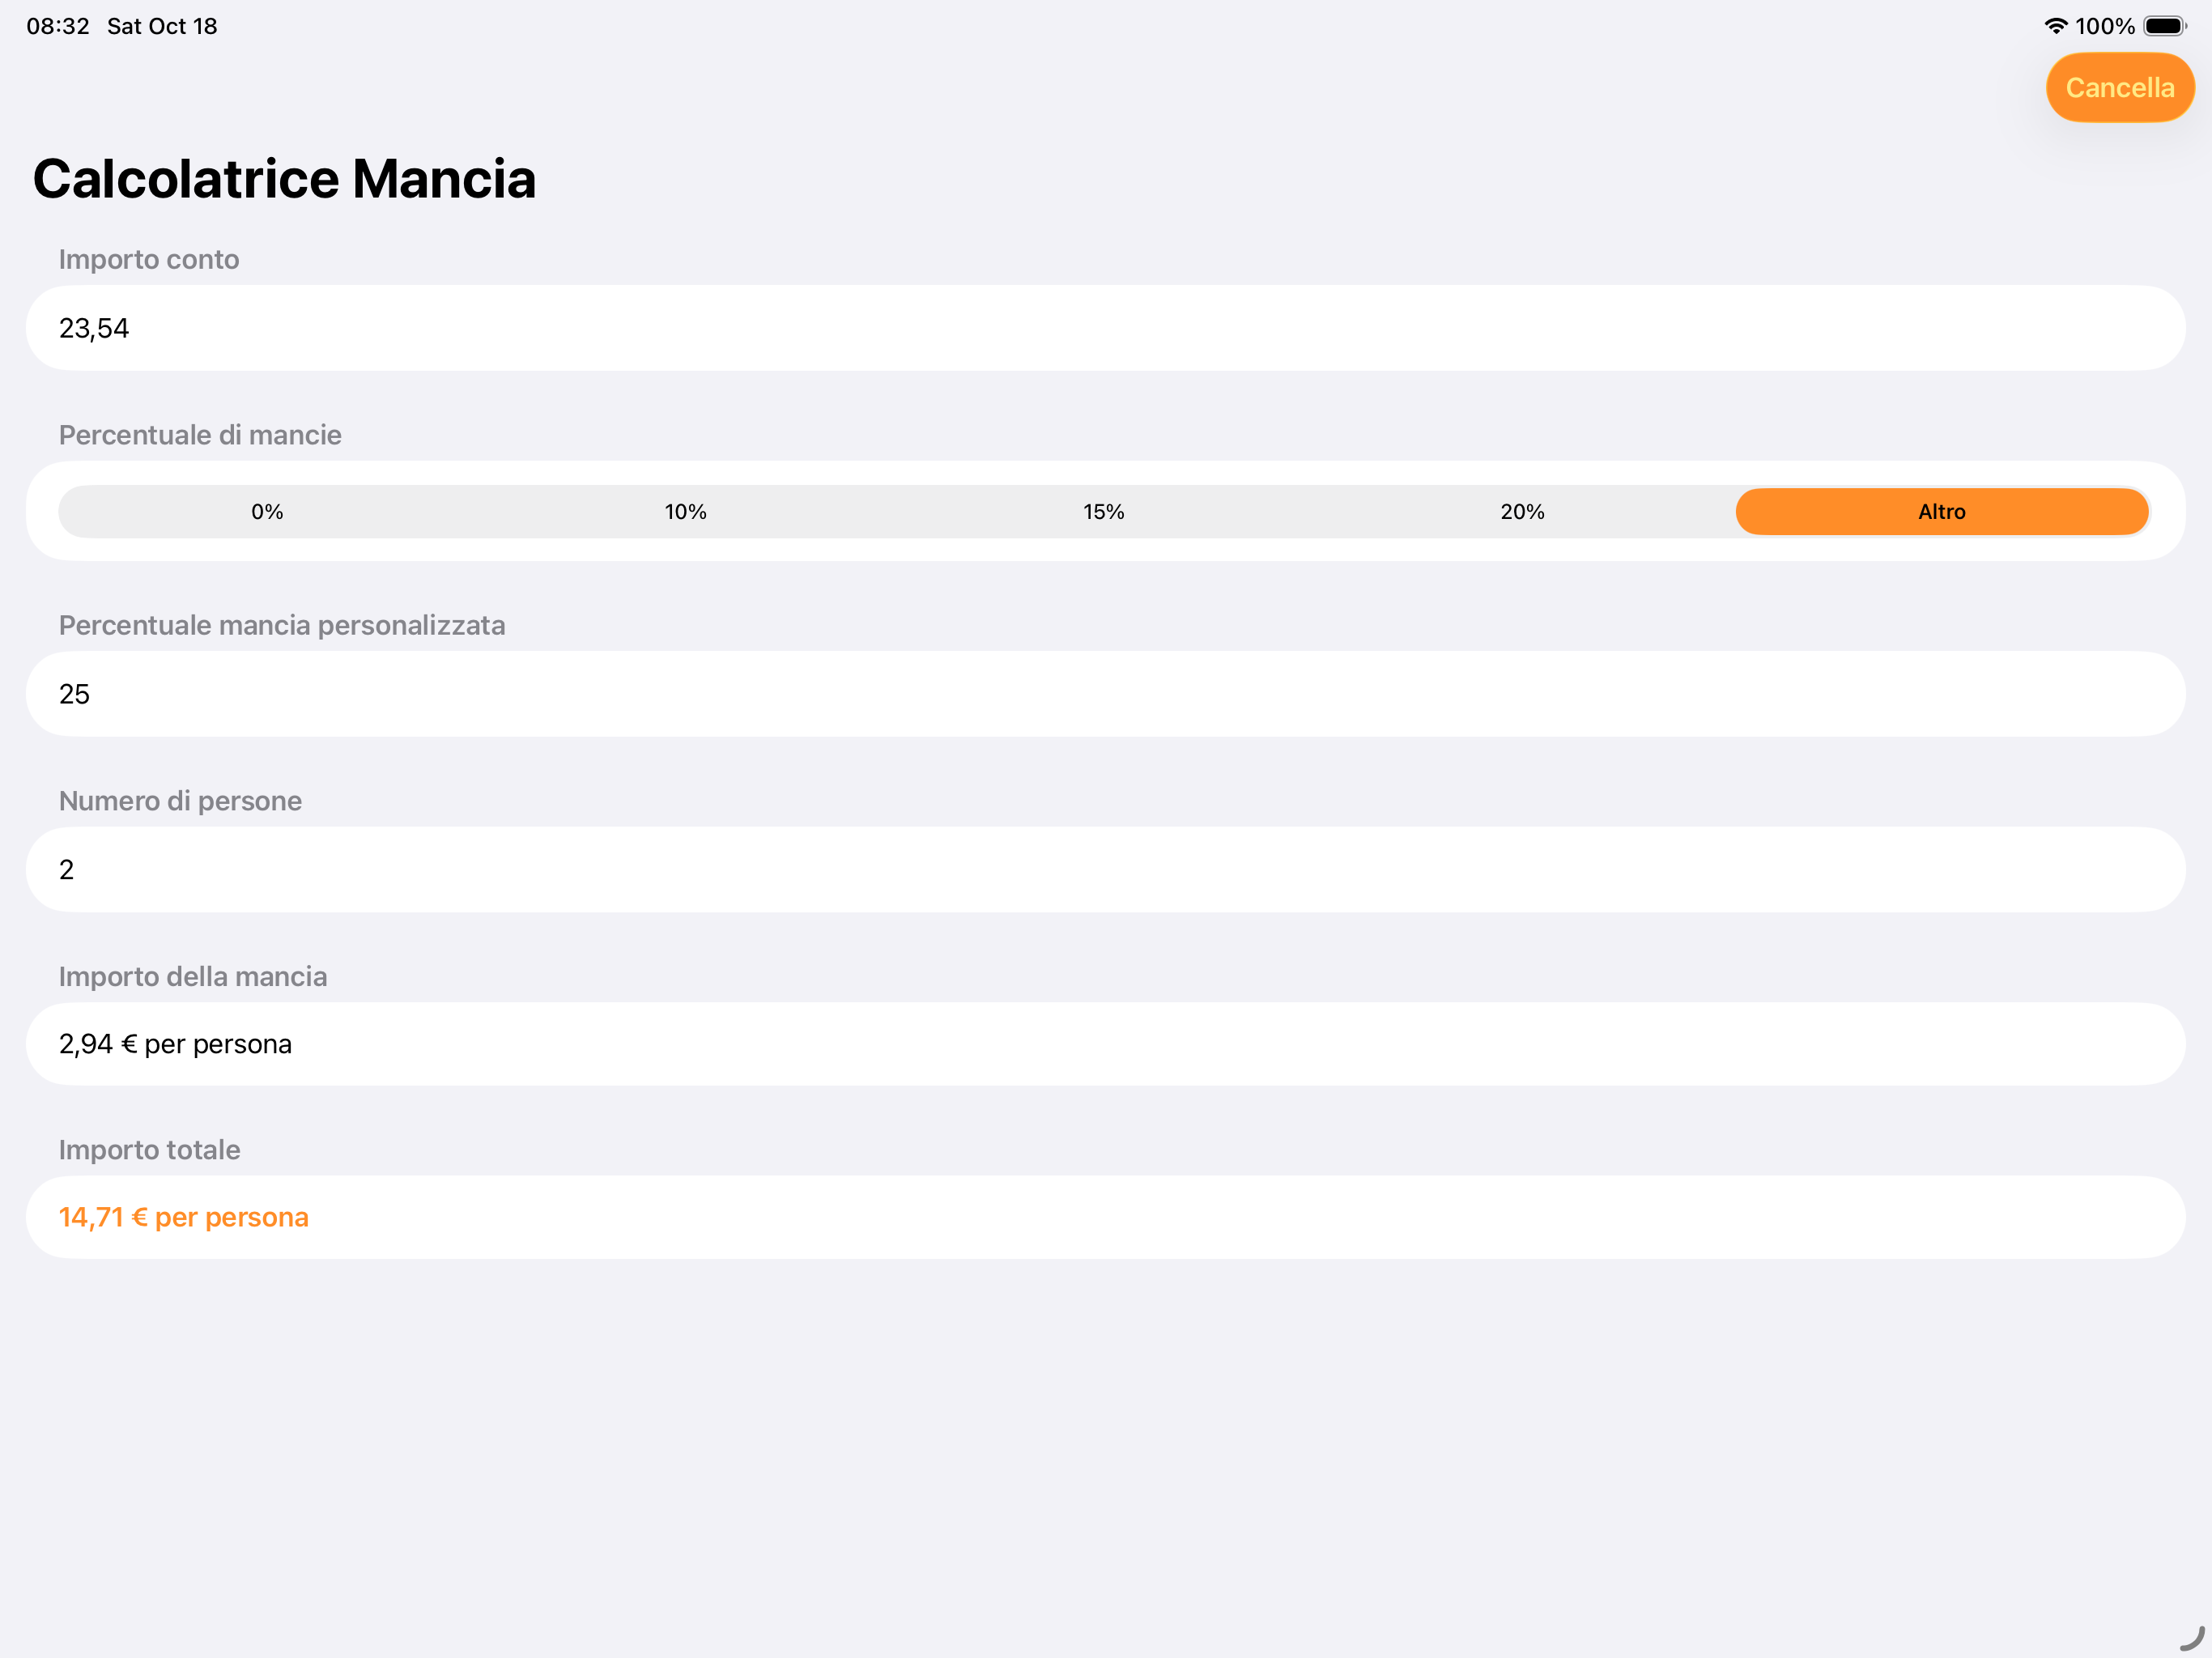 08:32 Sat Oct 18
100%
Cancella
Calcolatrice Mancia
Importo conto
23,54
Percentuale di mancie
0% 10% 15% 20% Altro
Percentuale mancia personalizzata
25
Numero di persone
2
Importo della mancia
2,94 € per persona
Importo totale
14,71 € per persona